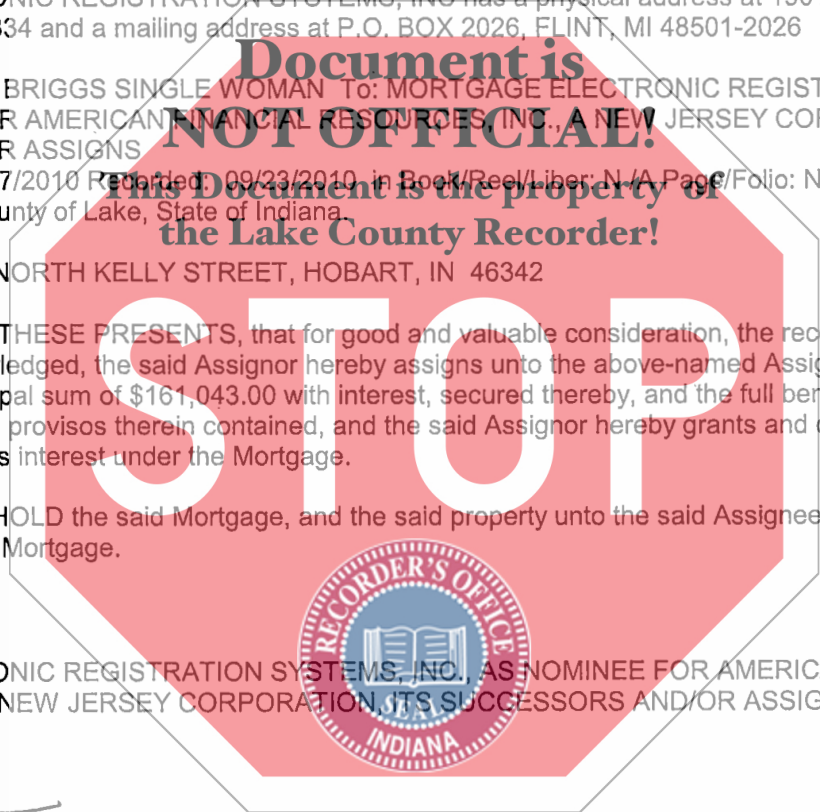 ONIC REGISTRATION SYSTEMS, INC has a physical address at 190
334 and a mailing address at P.O. BOX 2026, FLINT, MI 48501-2026
Document is
BRIGGS SINGLE WOMAN To: MORTGAGE ELECTRONIC REGIST
R AMERICAN FINANCIAL RESOURCES, INC., A NEW JERSEY COR
NOT OFFICIAL!
R ASSIGNS
7/2010 Recorded: 09/23/2010 in Book/Reel/Liber: N/A Page/Folio: N
This Document is the property of
unty of Lake, State of Indiana.
the Lake County Recorder!
NORTH KELLY STREET, HOBART, IN 46342
STOP
THESE PRESENTS, that for good and valuable consideration, the rec
ledged, the said Assignor hereby assigns unto the above-named Assig
pal sum of $161,043.00 with interest, secured thereby, and the full ben
provisos therein contained, and the said Assignor hereby grants and
s interest under the Mortgage.
HOLD the said Mortgage, and the said property unto the said Assignee
Mortgage.
RECORDER'S OFFICE
SEAL
INDIANA
ONIC REGISTRATION SYSTEMS, INC., AS NOMINEE FOR AMERIC
NEW JERSEY CORPORATION, ITS SUCCESSORS AND/OR ASSIG